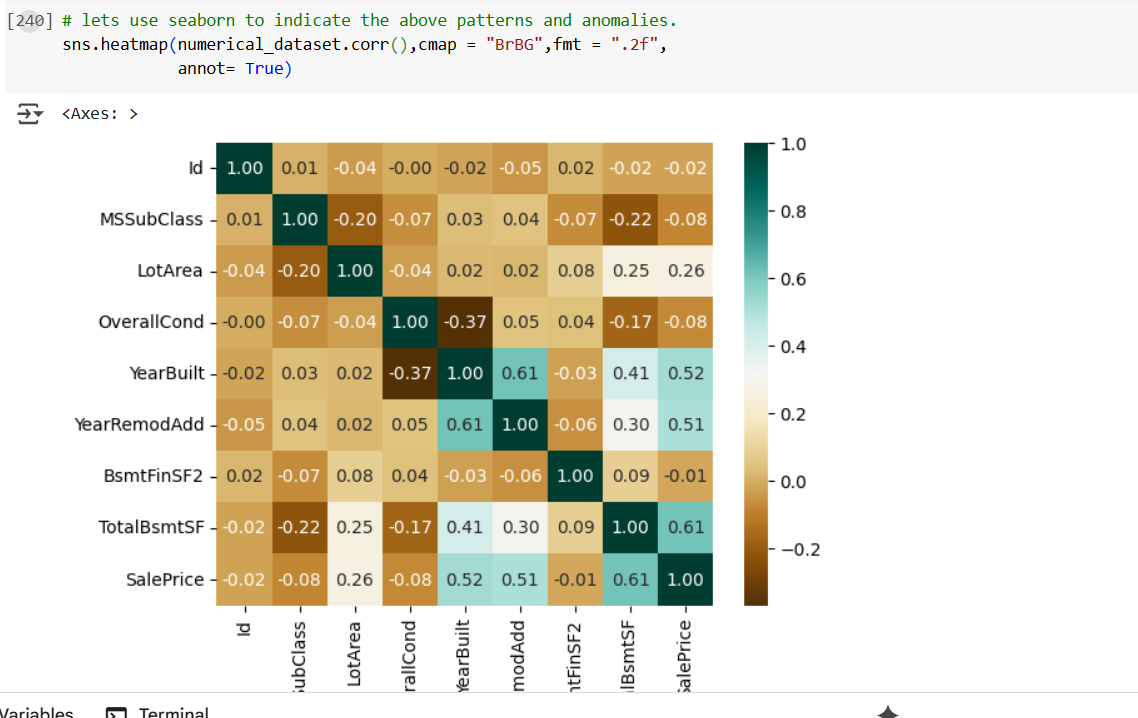 [240] # lets use seaborn to indicate the above patterns and anomalies.
sns.heatmap(numerical_dataset.corr(),cmap = "BrBG",fmt = ".2f",
annot= True)
<Axes: >
Id 1.00 0.01 -0.04 -0.00 -0.02 -0.05 0.02 -0.02 -0.02
MSSubClass 0.01 1.00 -0.20 -0.07 0.03 0.04 -0.07 -0.22 -0.08
LotArea -0.04 -0.20 1.00 -0.04 0.02 0.02 0.08 0.25 0.26
OverallCond -0.00 -0.07 -0.04 1.00 -0.37 0.05 0.04 -0.17 -0.08
YearBuilt -0.02 0.03 0.02 -0.37 1.00 0.61 -0.03 0.41 0.52
YearRemodAdd -0.05 0.04 0.02 0.05 0.61 1.00 -0.06 0.30 0.51
BsmtFinSF2 0.02 -0.07 0.08 0.04 -0.03 -0.06 1.00 0.09 -0.01
TotalBsmtSF -0.02 -0.22 0.25 -0.17 0.41 0.30 0.09 1.00 0.61
SalePrice -0.02 -0.08 0.26 -0.08 0.52 0.51 -0.01 0.61 1.00
Id
SubClass
LotArea
rallCond
YearBuilt
modAdd
ntFinSF2
lBsmtSF
SalePrice
1.0
0.8
0.6
0.4
0.2
0.0
−0.2
Variables Terminal